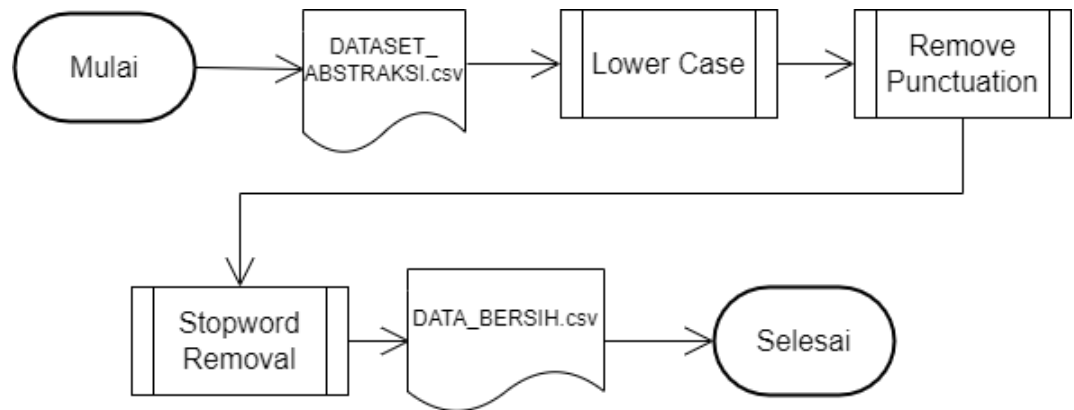 Mulai
DATASET_
ABSTRAKSI.csv
Lower Case
Remove
Punctuation
Stopword
Removal
DATA_BERSIH.csv
Selesai